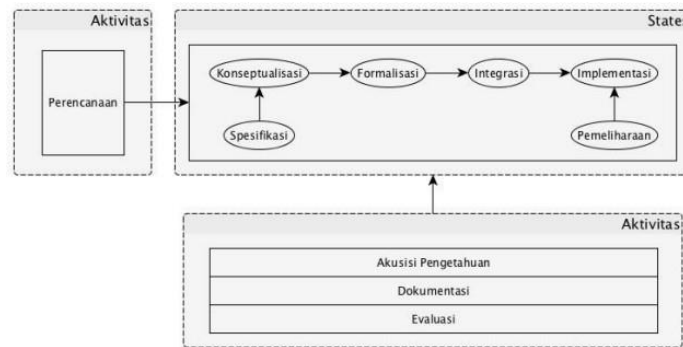 Aktivitas
Perencanaan
States
Konseptualisasi
Formalisasi
Integrasi
Implementasi
Spesifikasi
Pemeliharaan
Aktivitas
Akusisi Pengetahuan
Dokumentasi
Evaluasi